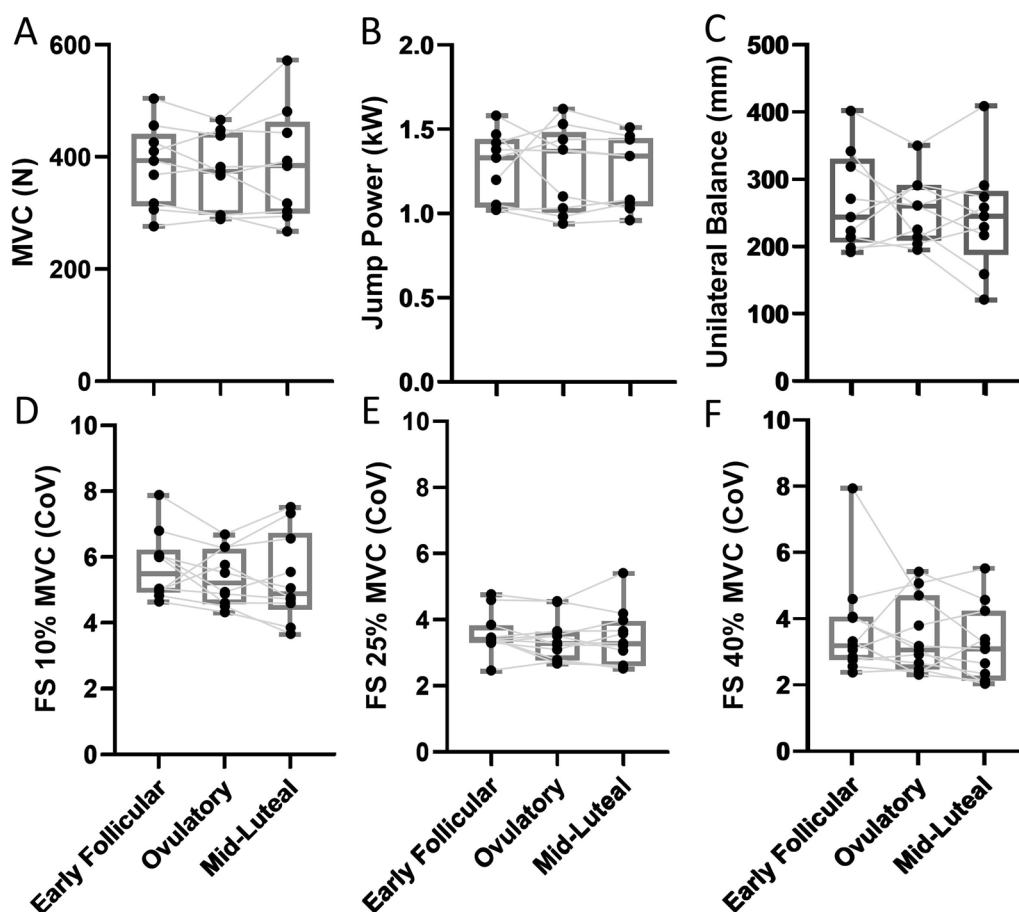 A
MVC (N)
600
400
200
0
B
Jump Power (kW)
2.0
1.5
1.0
0.5
0.0
C
Unilateral Balance (mm)
500
400
300
200
100
0
D
FS 10% MVC (CoV)
10
8
6
4
2
0
Early Follicular
Ovulatory
Mid-Luteal
E
FS 25% MVC (CoV)
10
8
6
4
2
0
Early Follicular
Ovulatory
Mid-Luteal
F
FS 40% MVC (CoV)
10
8
6
4
2
0
Early Follicular
Ovulatory
Mid-Luteal